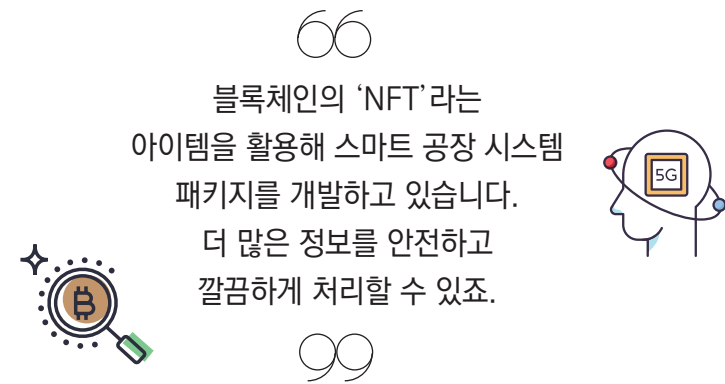 블록체인의 ‘NFT’라는
아이템을 활용해 스마트 공장 시스템
패키지를 개발하고 있습니다.
5G
더 많은 정보를 안전하고
깔끔하게 처리할 수 있죠.